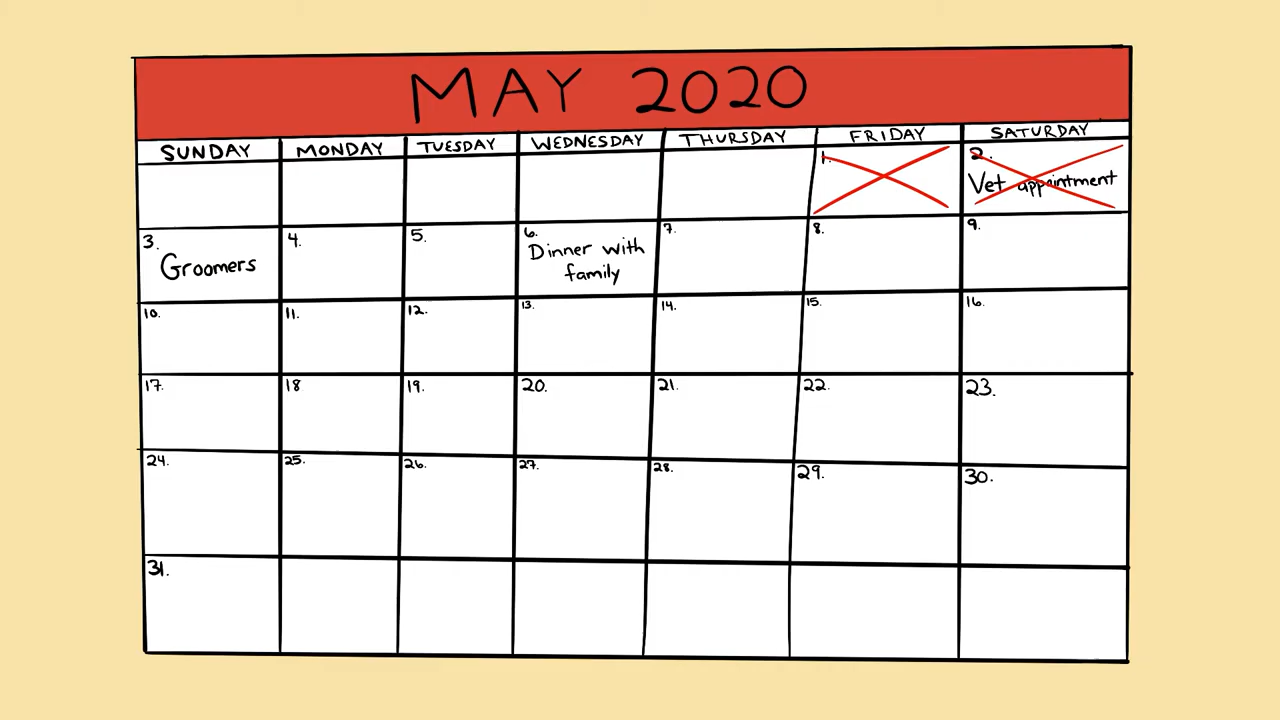 MAY 2020
SUNDAY MONDAY TUESDAY WEDNESDAY THURSDAY FRIDAY SATURDAY
1. 2.
Vet appointment
3. 4. 5. 6. 7. 8. 9.
Groomers
Dinner with
family
10. 11. 12. 13. 14. 15. 16.
17. 18 19. 20. 21. 22. 23.
24. 25. 26. 27. 28. 29. 30.
31.